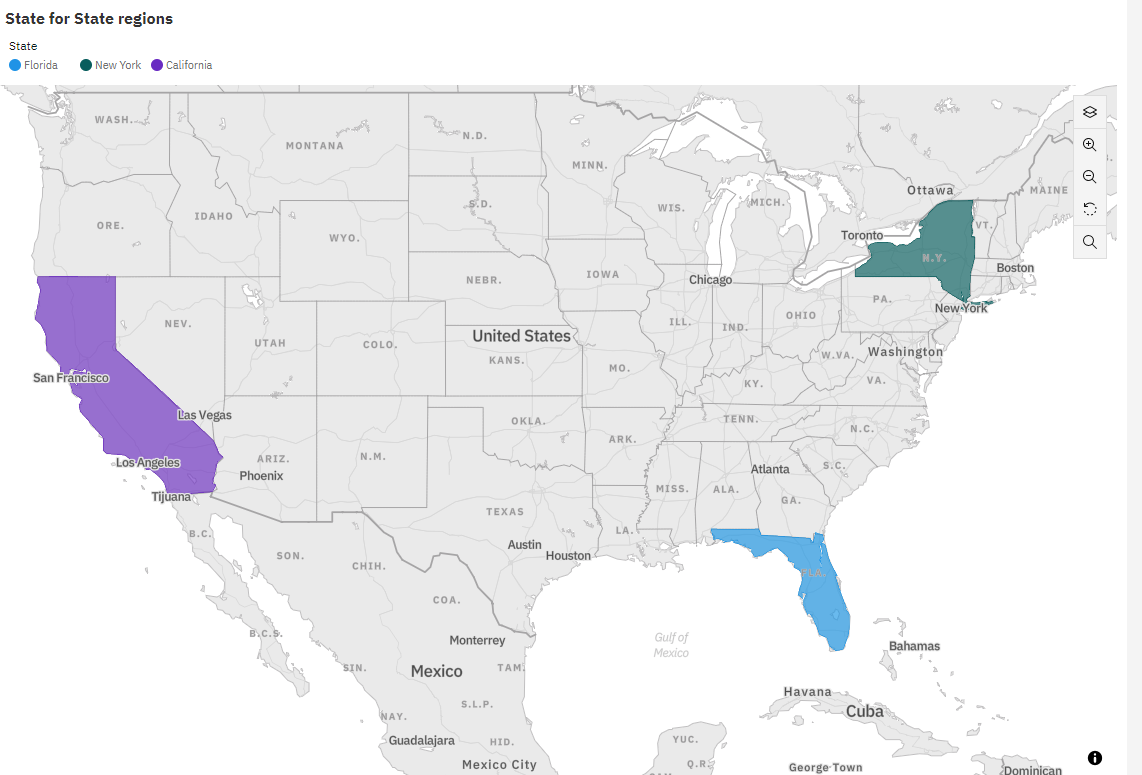 State for State regions
State
Florida
New York
California
WASH.
MONTANA
N.D.
MINN.
Ottawa
MAINE
ORE.
IDAHO
S.D.
WIS.
MICH.
VT.
WYO.
Toronto
N.Y.
Boston
Chicago
NEBR.
IOWA
PA.
New York
NEV.
UTAH
COLO.
United States
ILL.
IND.
OHIO
KANS.
MO.
W.VA.
Washington
San Francisco
KY.
VA.
Las Vegas
OKLA.
ARK.
TENN.
N.C.
Los Angeles
ARIZ.
N.M.
Phoenix
Atlanta
S.C.
Tijuana
MISS.
ALA.
GA.
TEXAS
B.C.
LA.
SON.
CHIH.
Austin
Houston
FLA.
COA.
B.C.S.
Monterrey
Gulf of
Mexico
Bahamas
SIN.
Mexico
TAM.
Havana
S.L.P.
Cuba
NAY.
Guadalajara
HID.
YUC.
Mexico City
Q.R.
George Town
Dominican